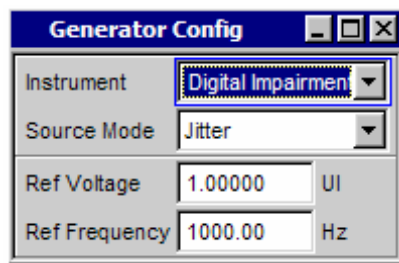 Generator Config
Instrument Digital Impairment
Source Mode Jitter
Ref Voltage 1.00000 UI
Ref Frequency 1000.00 Hz